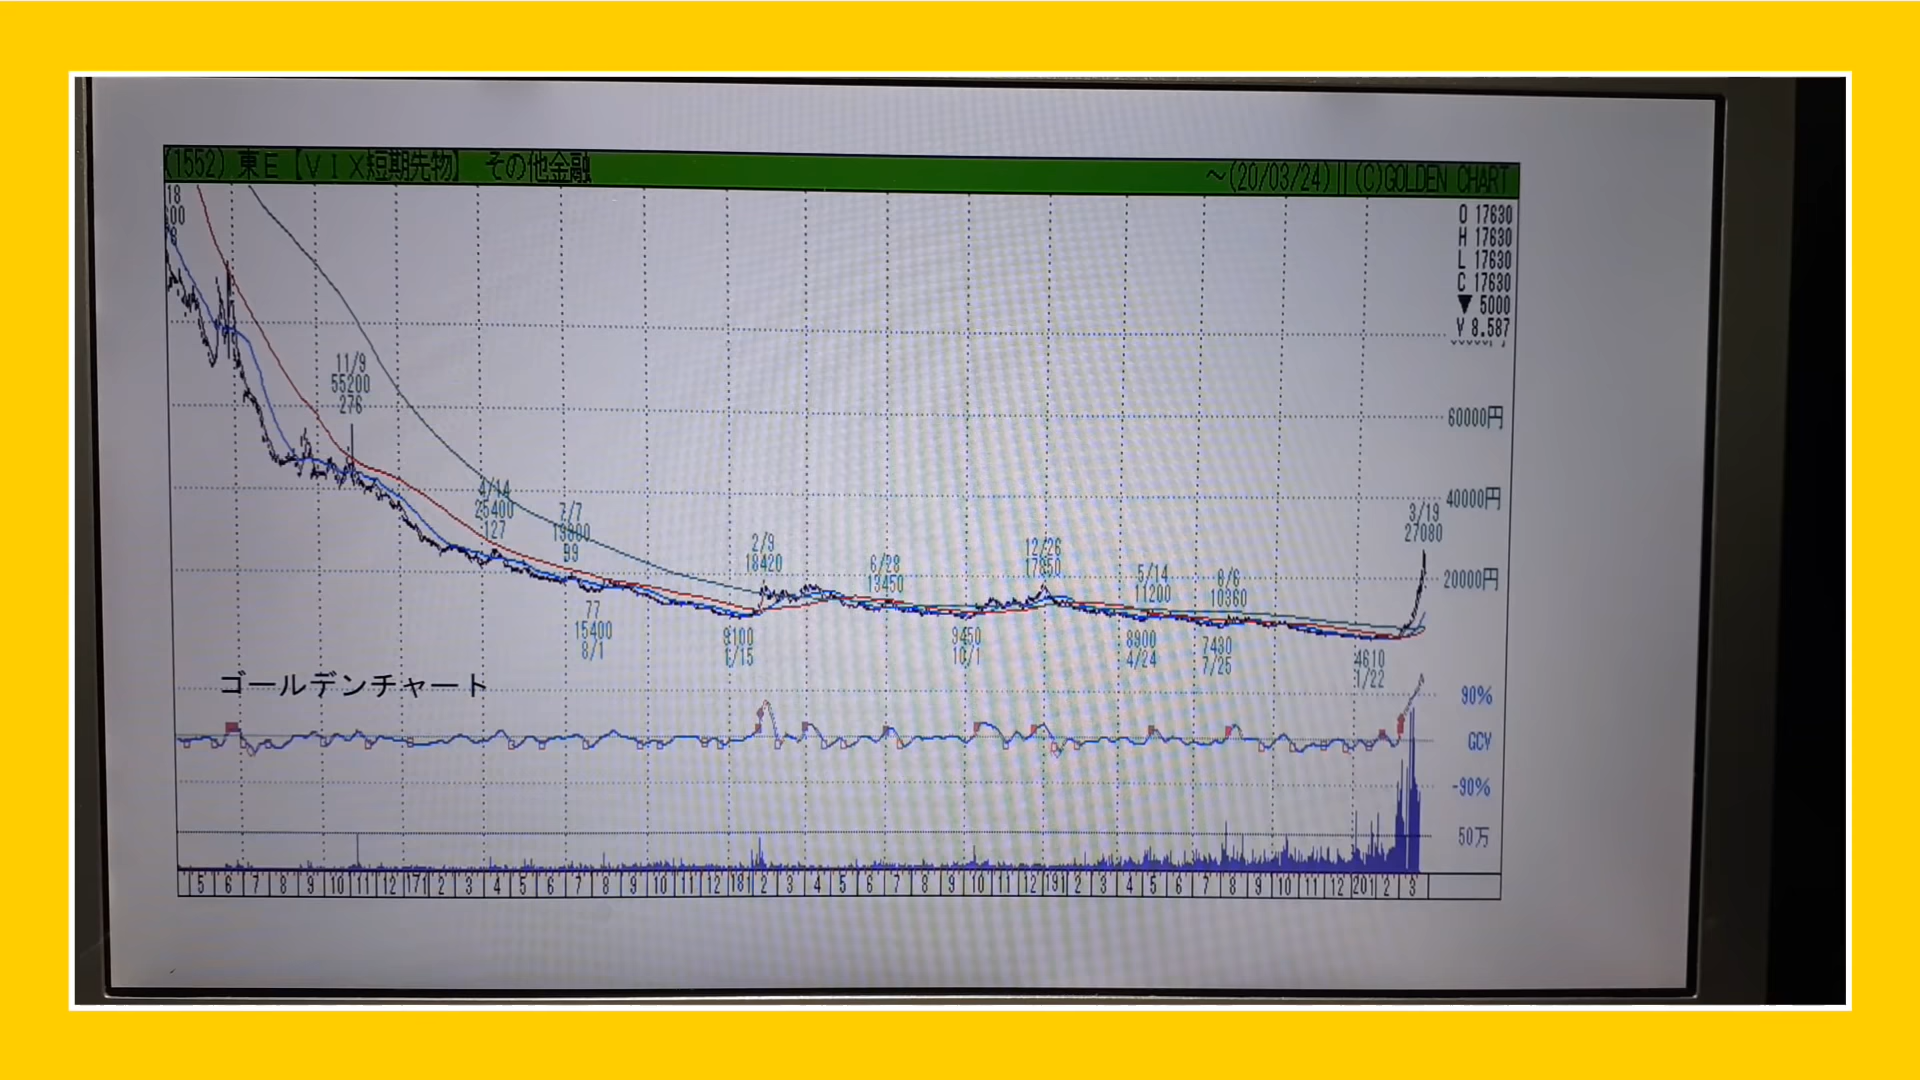 (1552) 東E【VIX短期先物】 その他金融 ～(20/03/24)|| (C)GOLDEN CHART
18
00
O 17630
H 17630
L 17630
C 17630
▼ 5000
V 8.587
11/9
55200
276
60000円
40000円
4/14
25400
127
7/7
99
3/19
27080
2/9
18420
6/28
13450
12/26
17850
5/14
11200
8/6
10360
20000円
77
15400
8/1
8100
1/15
9450
10/1
8900
4/24
7430
7/25
4610
1/22
ゴールデンチャート
90%
GCV
-90%
50万
5 6 7 8 9 10 11 12 171 2 3 4 5 6 7 8 9 10 11 12 181 2 3 4 5 6 7 8 9 10 11 12 191 2 3 4 5 6 7 8 9 10 11 12 201 2 3